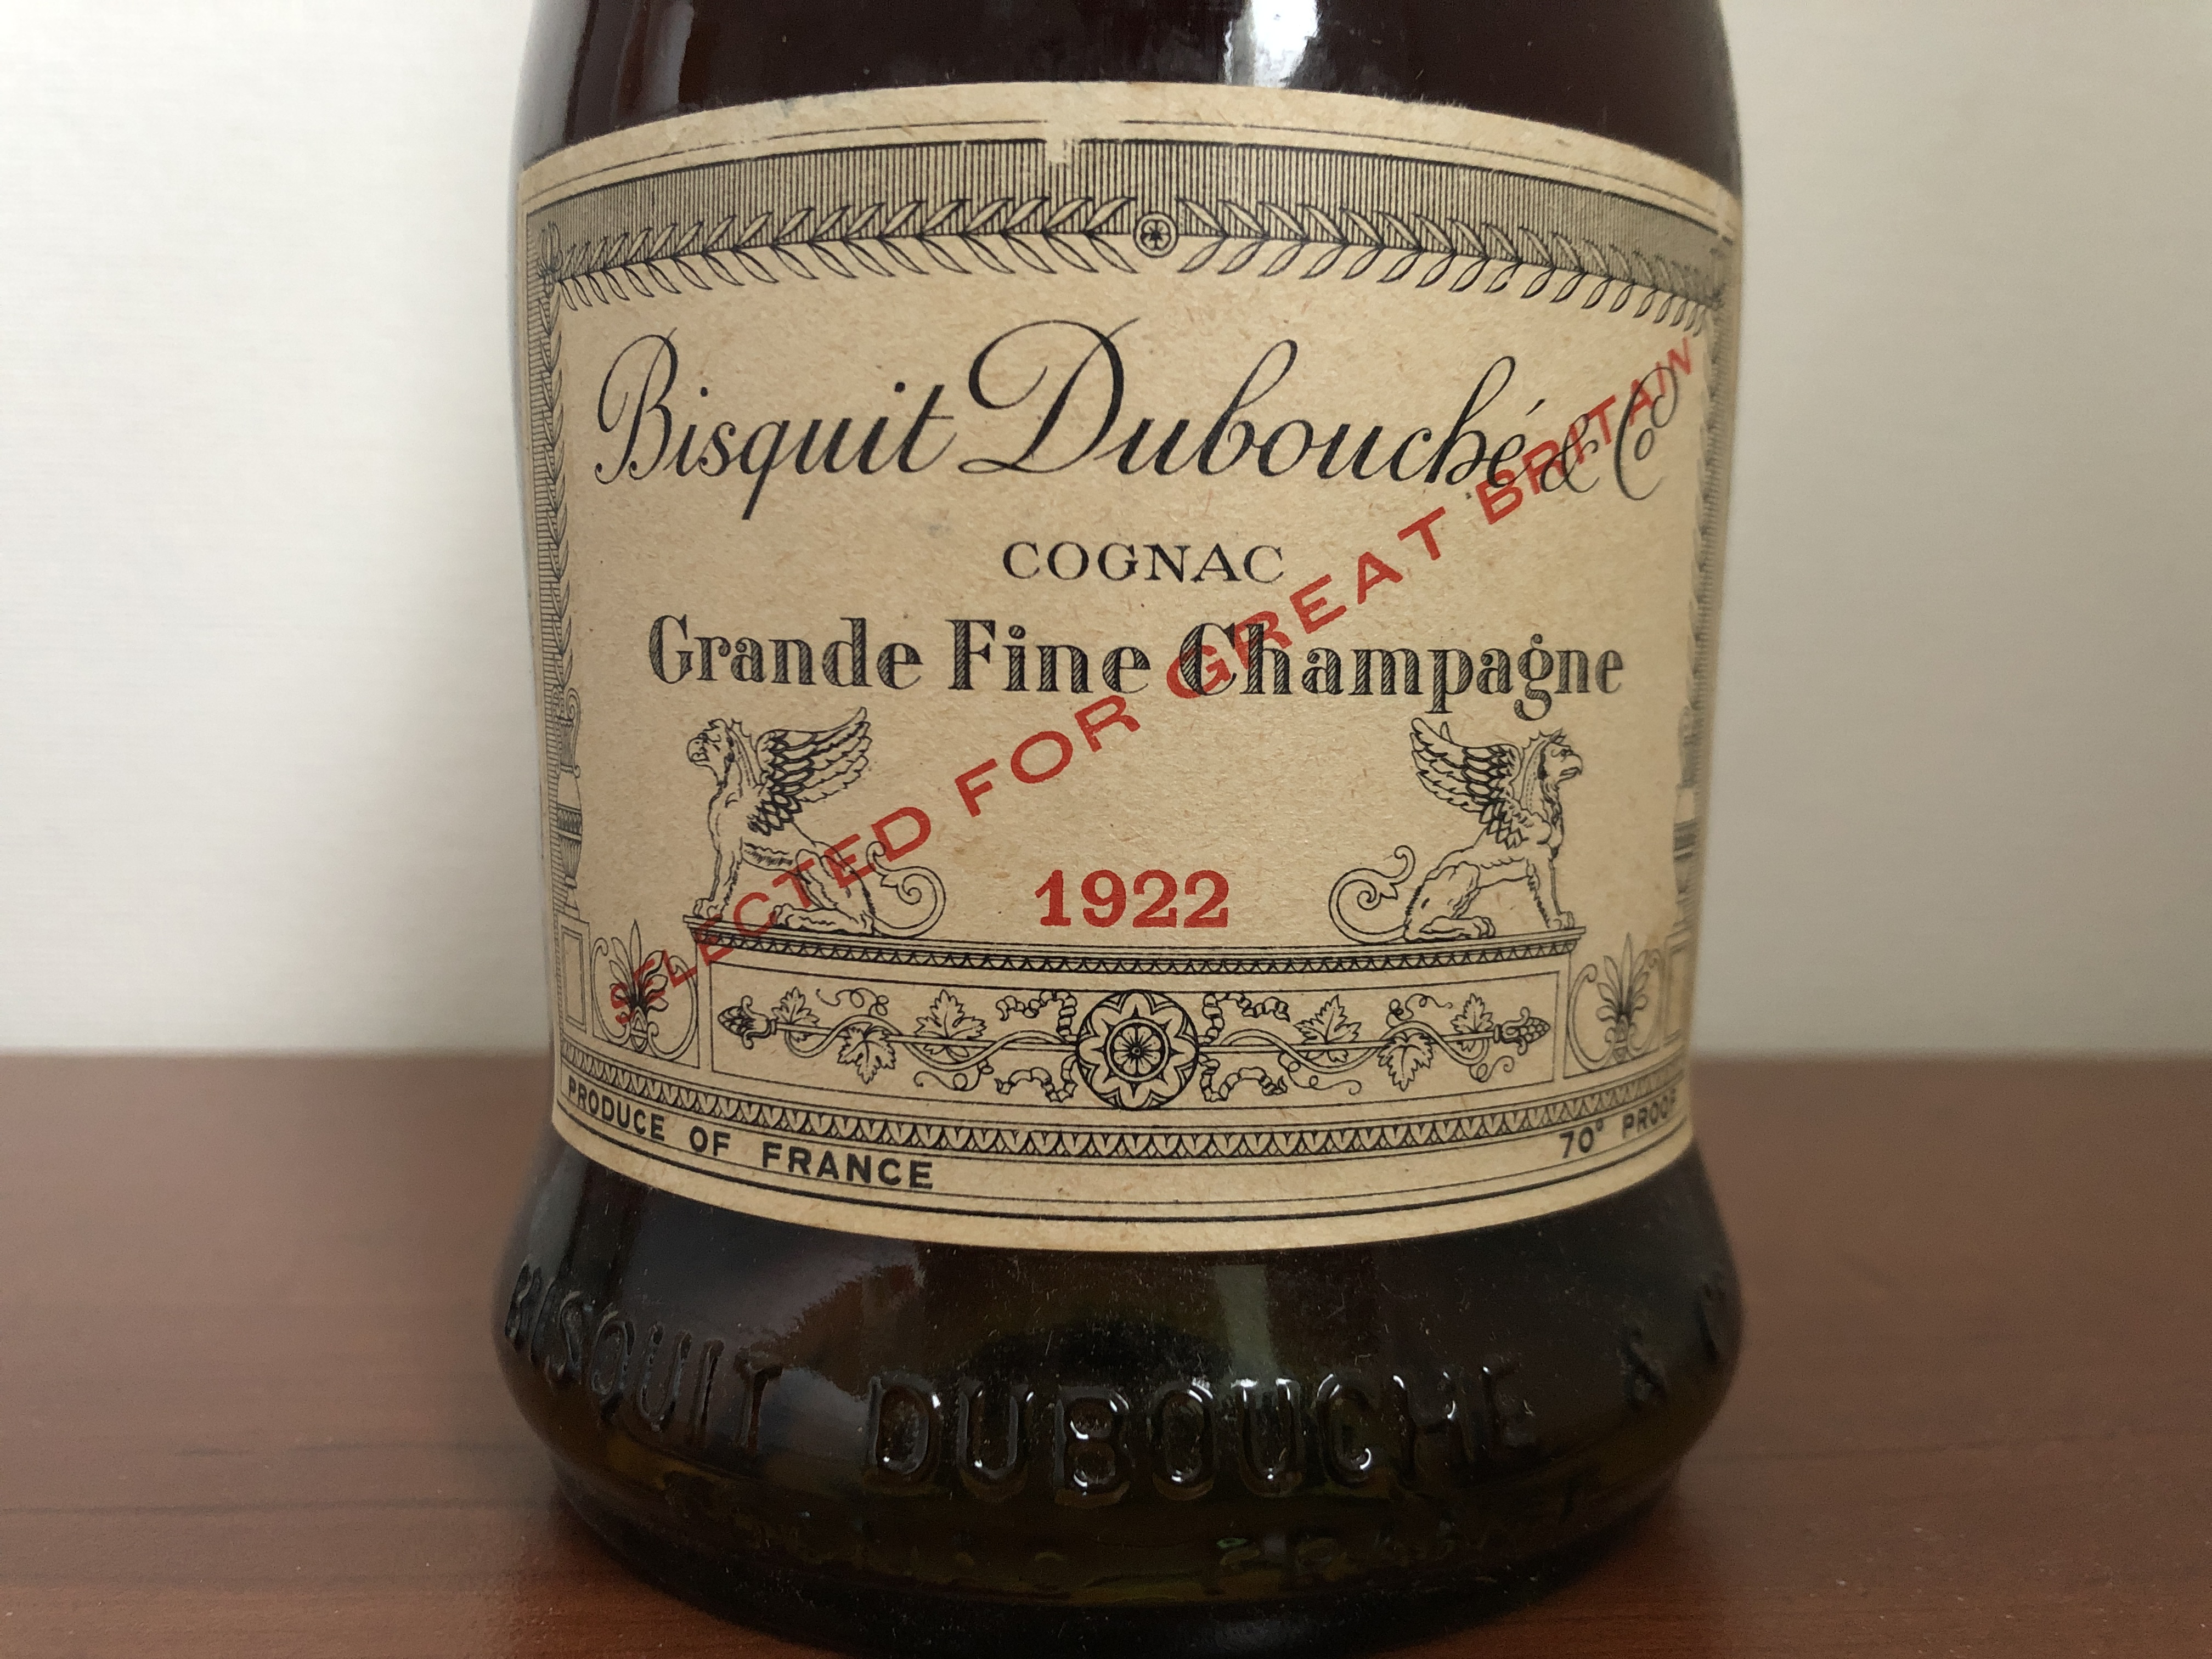 Bisquit Dubouché & Co
COGNAC
Grande Fine Champagne
SELECTED FOR GREAT BRITAIN
1922
PRODUCE OF FRANCE
70° PROOF
BISQUIT DUBOUCHE &